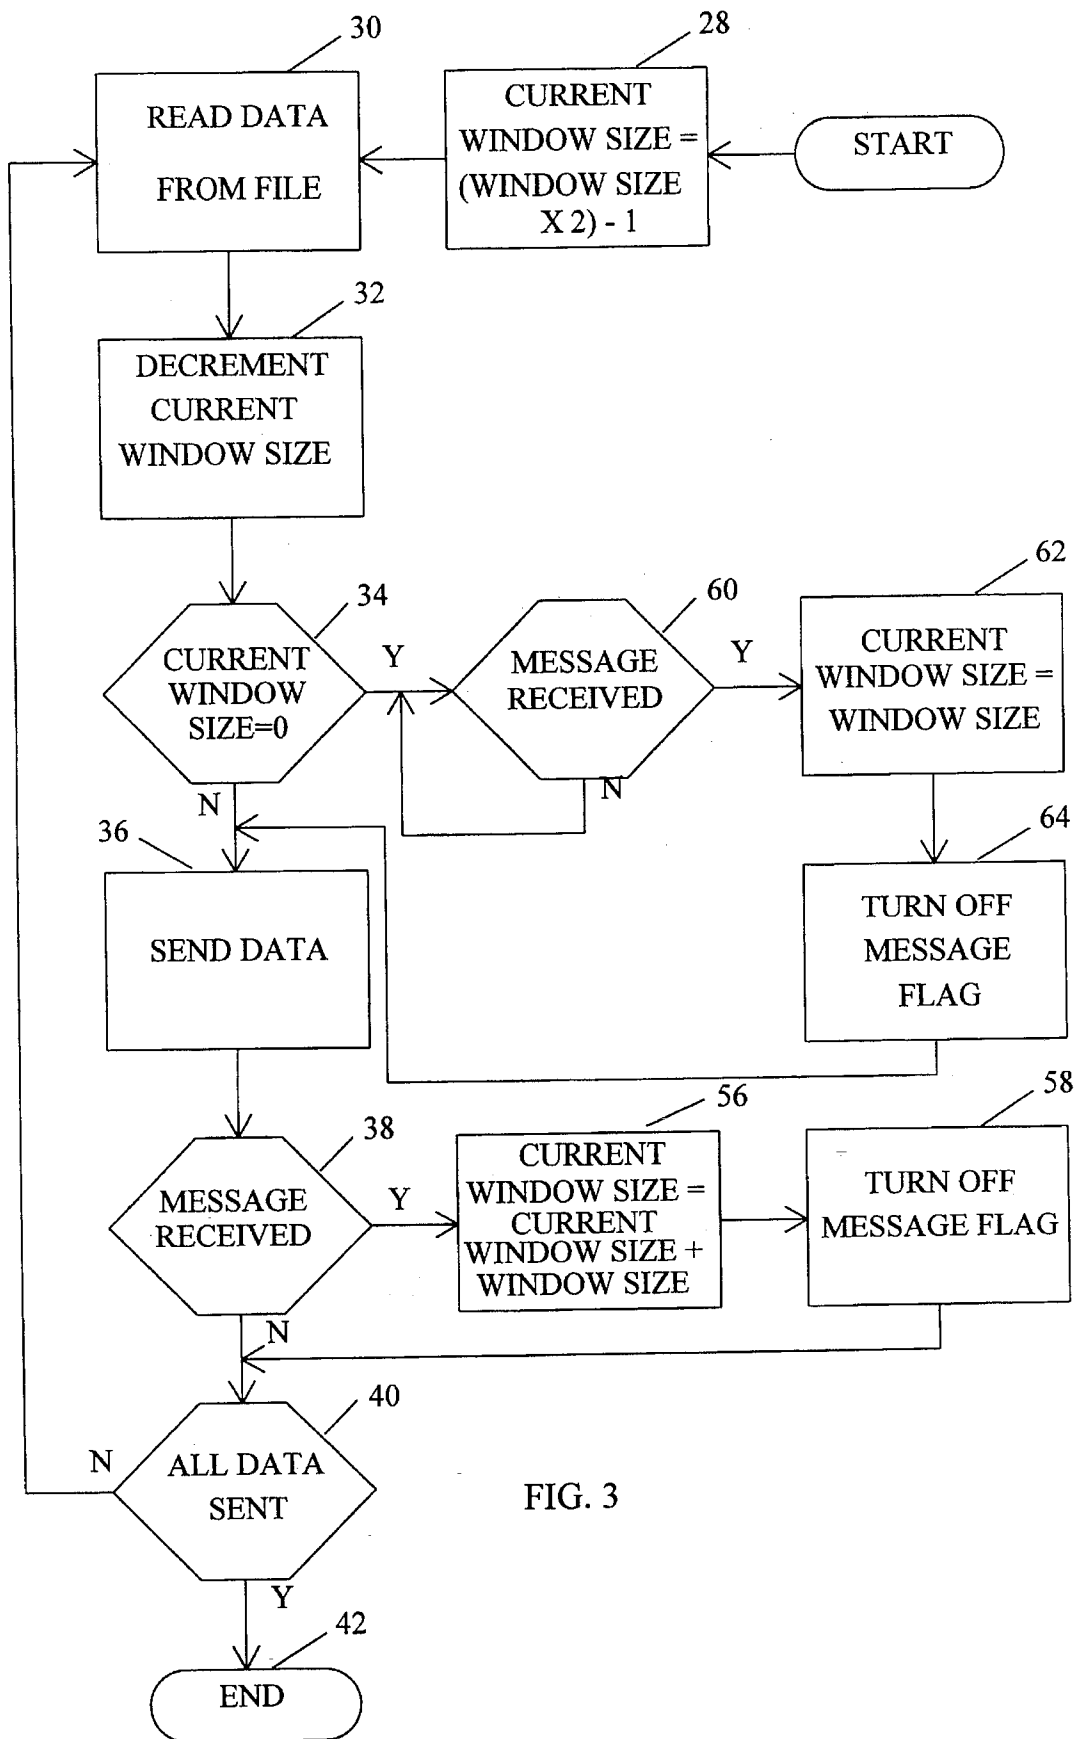 30
28
READ DATA
FROM FILE
CURRENT
WINDOW SIZE =
(WINDOW SIZE
X 2) - 1
START
32
DECREMENT
CURRENT
WINDOW SIZE
34
CURRENT
WINDOW
SIZE=0
Y
N
60
MESSAGE
RECEIVED
Y
N
62
CURRENT
WINDOW SIZE =
WINDOW SIZE
64
TURN OFF
MESSAGE
FLAG
36
SEND DATA
38
MESSAGE
RECEIVED
Y
N
56
CURRENT
WINDOW SIZE =
CURRENT
WINDOW SIZE +
WINDOW SIZE
58
TURN OFF
MESSAGE FLAG
40
ALL DATA
SENT
N
Y
FIG. 3
42
END